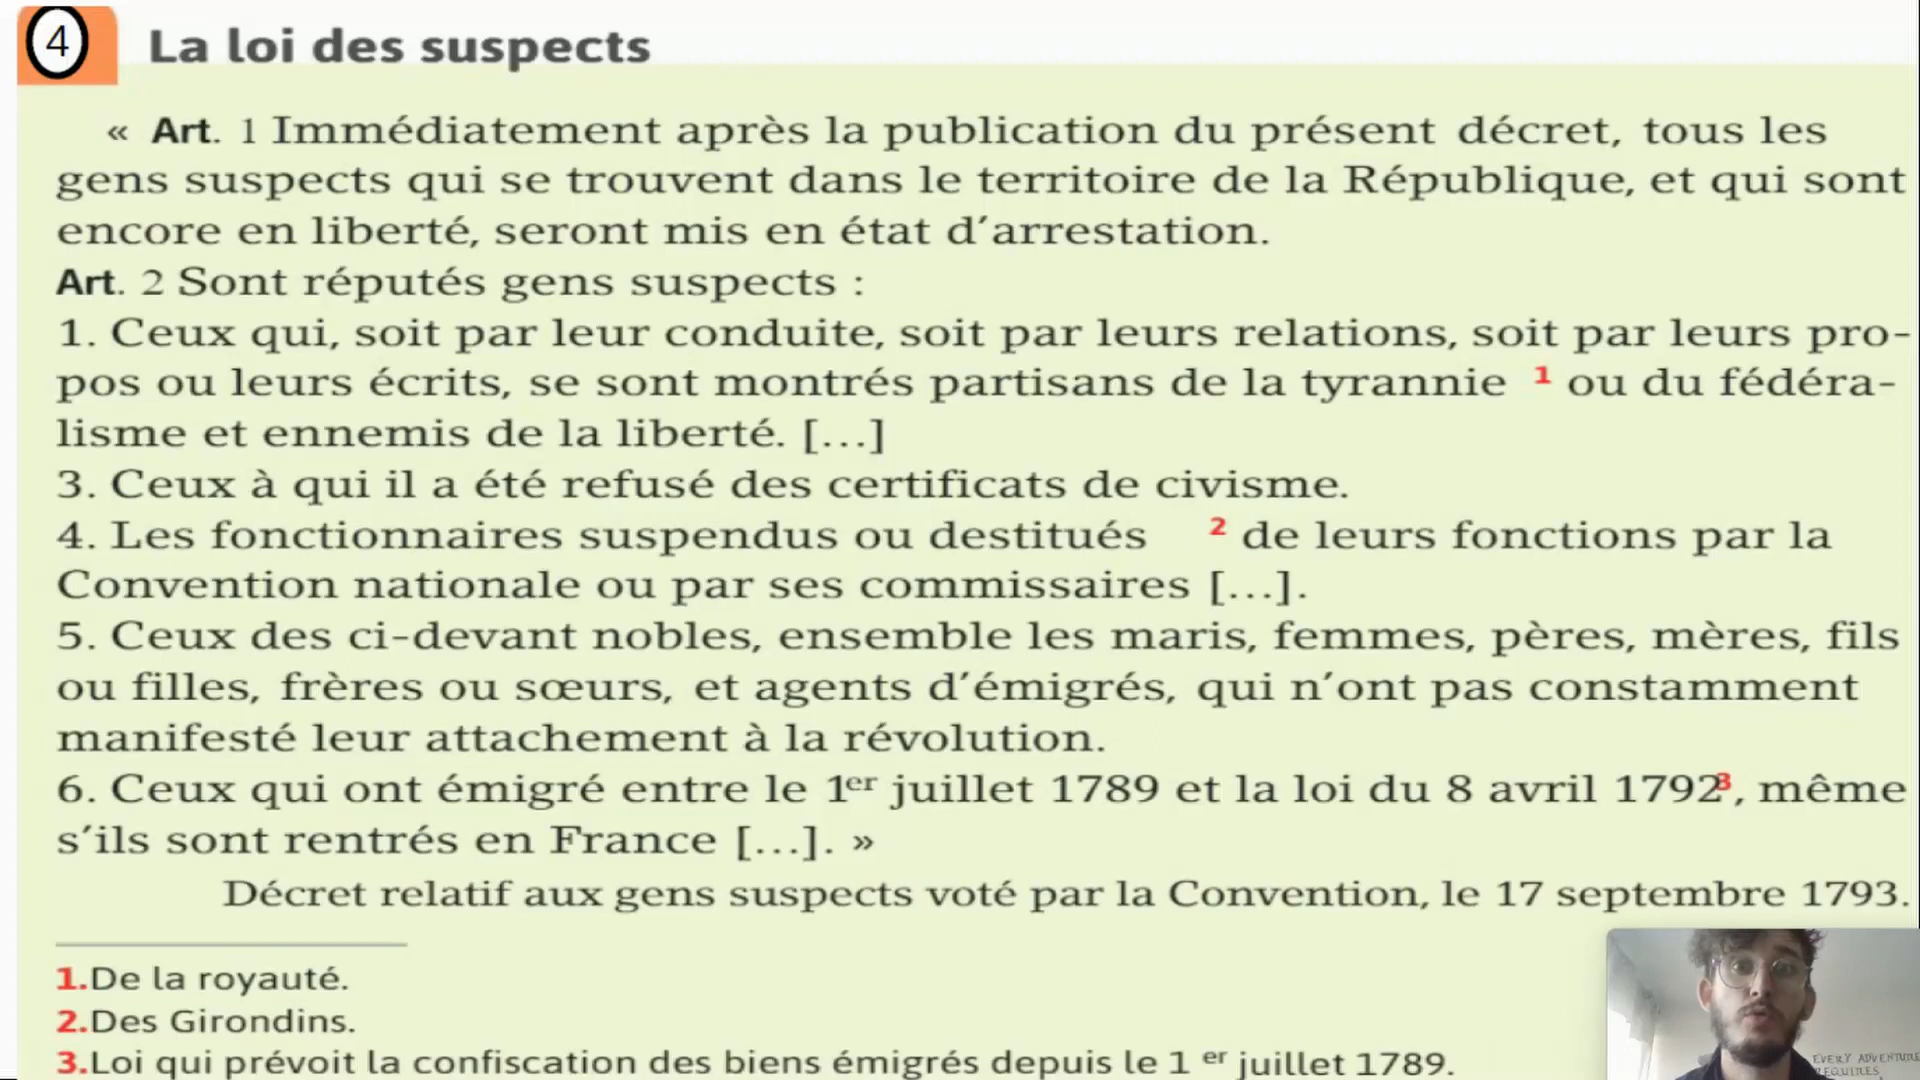 4 La loi des suspects
« Art. 1 Immédiatement après la publication du présent décret, tous les
gens suspects qui se trouvent dans le territoire de la République, et qui sont
encore en liberté, seront mis en état d’arrestation.
Art. 2 Sont réputés gens suspects :
1. Ceux qui, soit par leur conduite, soit par leurs relations, soit par leurs pro-
pos ou leurs écrits, se sont montrés partisans de la tyrannie 1 ou du fédéra-
lisme et ennemis de la liberté. [...]
3. Ceux à qui il a été refusé des certificats de civisme.
4. Les fonctionnaires suspendus ou destitués 2 de leurs fonctions par la
Convention nationale ou par ses commissaires [...].
5. Ceux des ci-devant nobles, ensemble les maris, femmes, pères, mères, fils
ou filles, frères ou sœurs, et agents d’émigrés, qui n’ont pas constamment
manifesté leur attachement à la révolution.
6. Ceux qui ont émigré entre le 1er juillet 1789 et la loi du 8 avril 1792 3, même
s’ils sont rentrés en France [...]. »
Décret relatif aux gens suspects voté par la Convention, le 17 septembre 1793.
1.De la royauté.
2.Des Girondins.
3.Loi qui prévoit la confiscation des biens émigrés depuis le 1 er juillet 1789.
EVERY ADVENTURE
REQUIRES